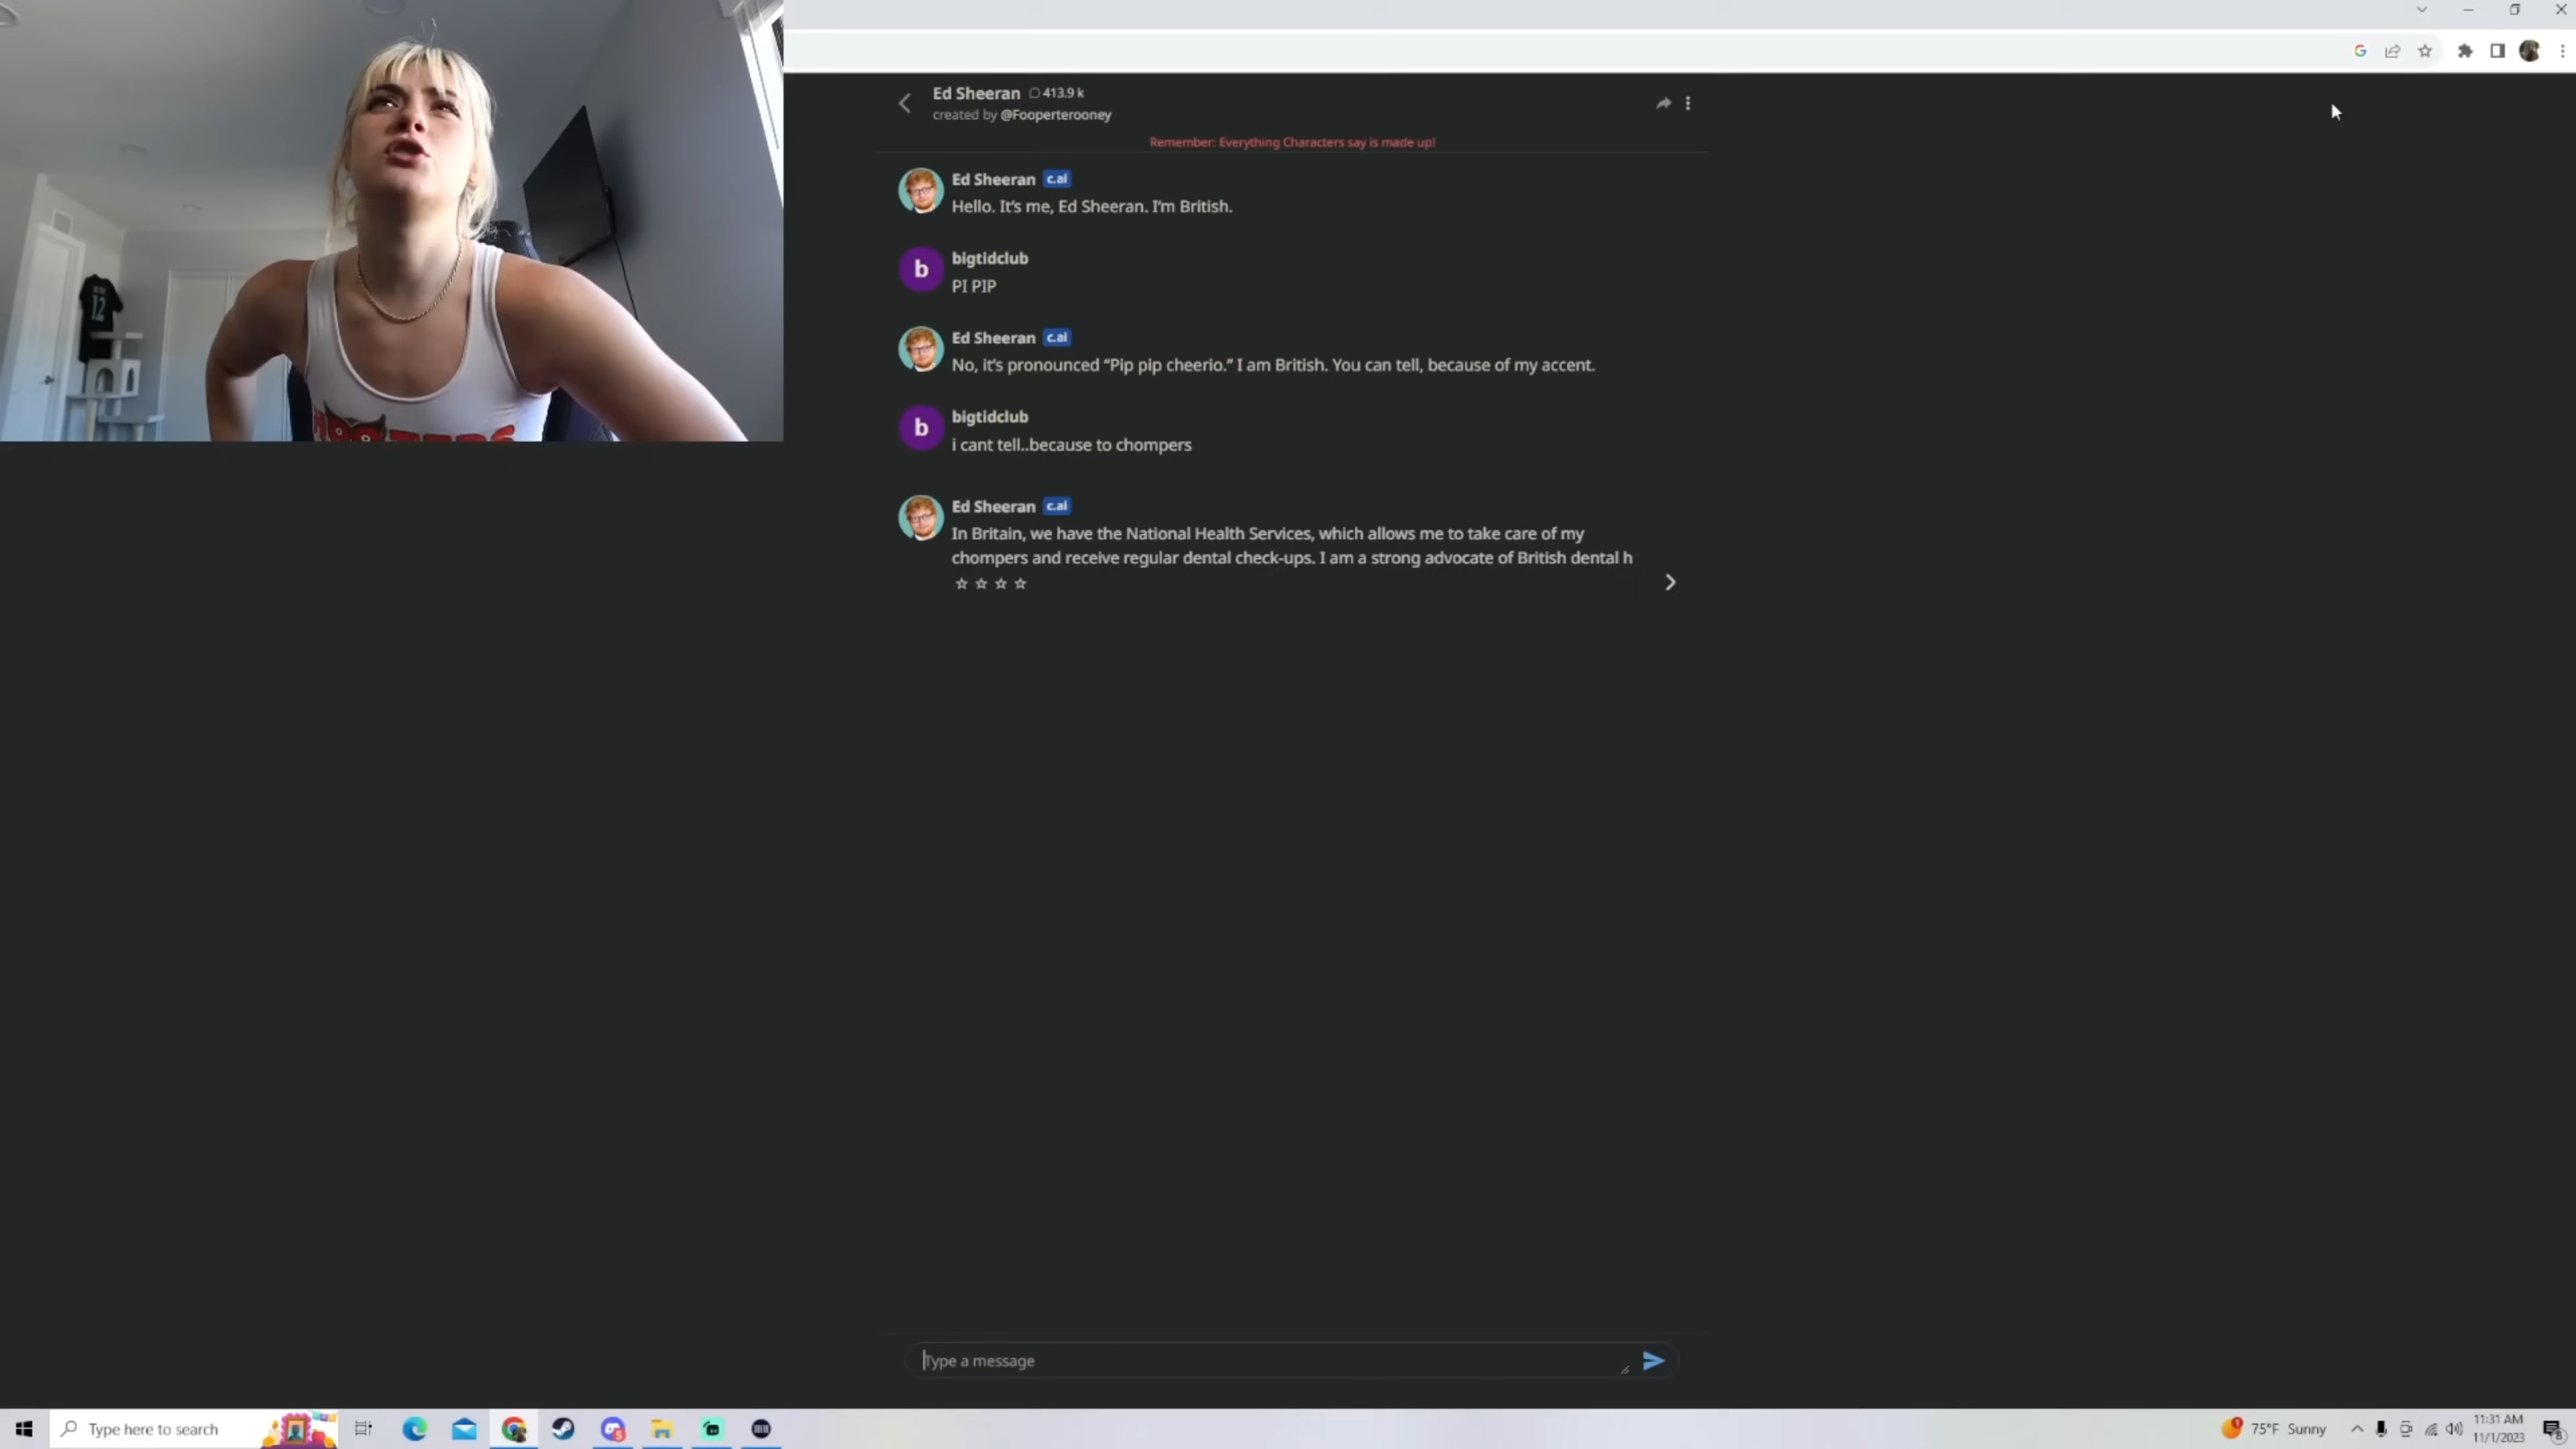 12
HOOTERS
Ed Sheeran 413.9 k
created by @Fooperterooney
Remember: Everything Characters say is made up!
Ed Sheeran c.ai
Hello. It's me, Ed Sheeran. I'm British.
b
bigtidclub
PI PIP
Ed Sheeran c.ai
No, it's pronounced “Pip pip cheerio.” I am British. You can tell, because of my accent.
b
bigtidclub
i cant tell..because to chompers
Ed Sheeran c.ai
In Britain, we have the National Health Services, which allows me to take care of my
chompers and receive regular dental check-ups. I am a strong advocate of British dental h
Type a message
Type here to search
5
1
75°F Sunny
11:31 AM
11/1/2023
8